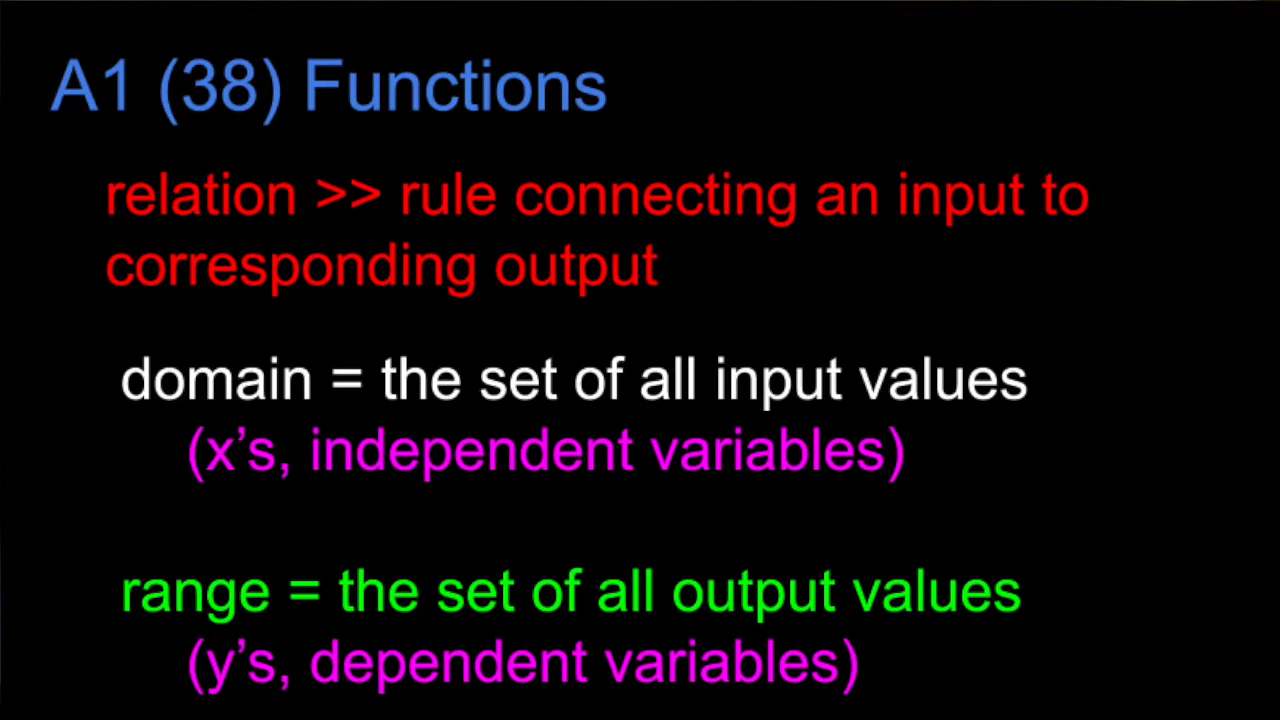 A1 (38) Functions
relation >> rule connecting an input to
corresponding output
domain = the set of all input values
(x’s, independent variables)
range = the set of all output values
(y’s, dependent variables)